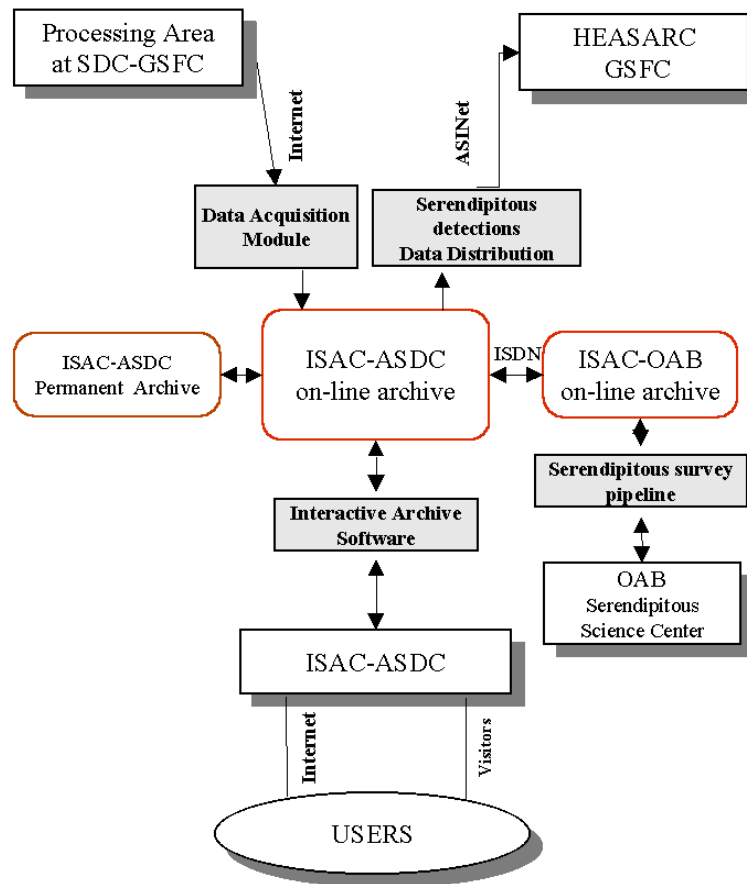 Processing Area
at SDC-GSFC
HEASARC
GSFC
Internet
ASINet
Data Acquisition
Module
Serendipitous
detections
Data Distribution
ISAC-ASDC
Permanent Archive
ISAC-ASDC
on-line archive
ISDN
ISAC-OAB
on-line archive
Interactive Archive
Software
Serendipitous survey
pipeline
OAB
Serendipitous
Science Center
ISAC-ASDC
Internet
Visitors
USERS